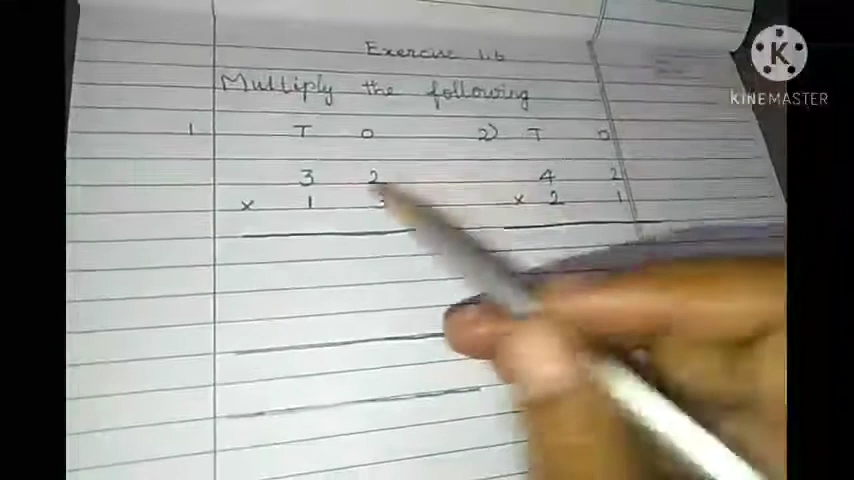 Exercise 1.6
Multiply the following
1 T O 2) T O
3 2 4 2
× 1 3 × 2 1
K
KINEMASTER